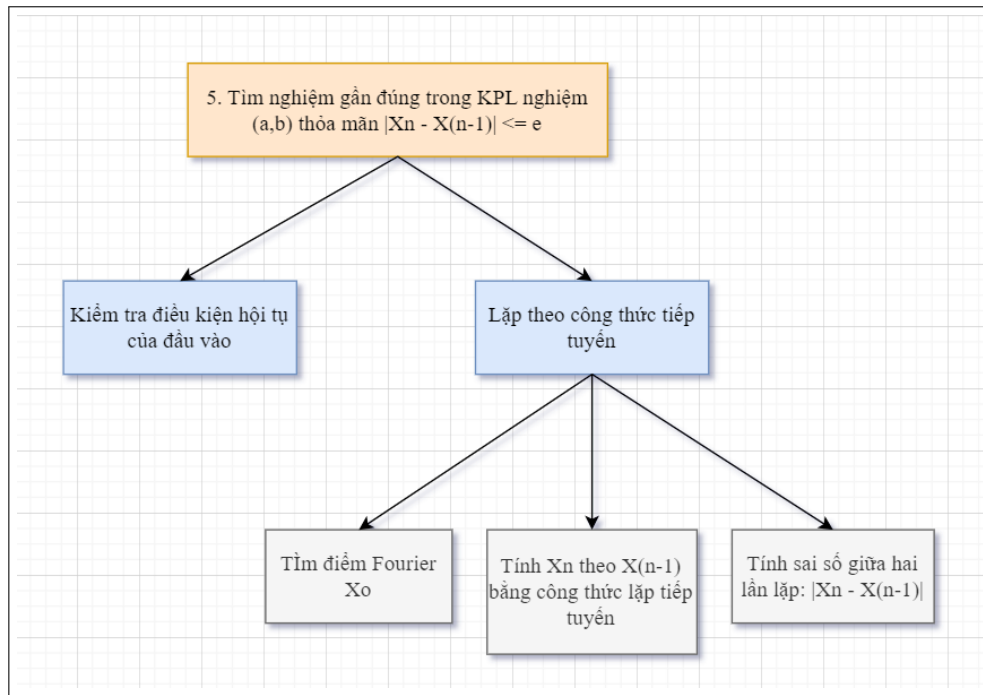 5. Tìm nghiệm gần đúng trong KPL nghiệm
(a,b) thỏa mãn |Xn - X(n-1)| <= e
Kiểm tra điều kiện hội tụ
của đầu vào
Lặp theo công thức tiếp
tuyến
TÌm điểm Fourier
Xo
Tính Xn theo X(n-1)
bằng công thức lặp tiếp
tuyến
Tính sai số giữa hai
lần lặp: |Xn - X(n-1)|